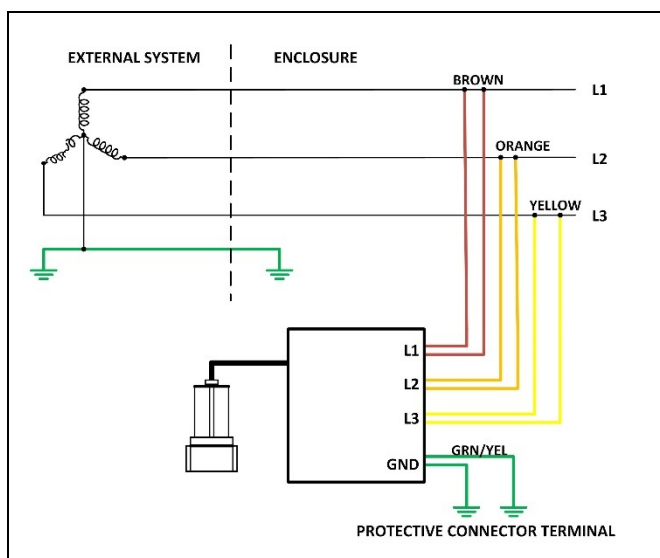 EXTERNAL SYSTEM
ENCLOSURE
BROWN
L1
ORANGE
L2
YELLOW
L3
L1
L2
L3
GRN/YEL
GND
PROTECTIVE CONNECTOR TERMINAL